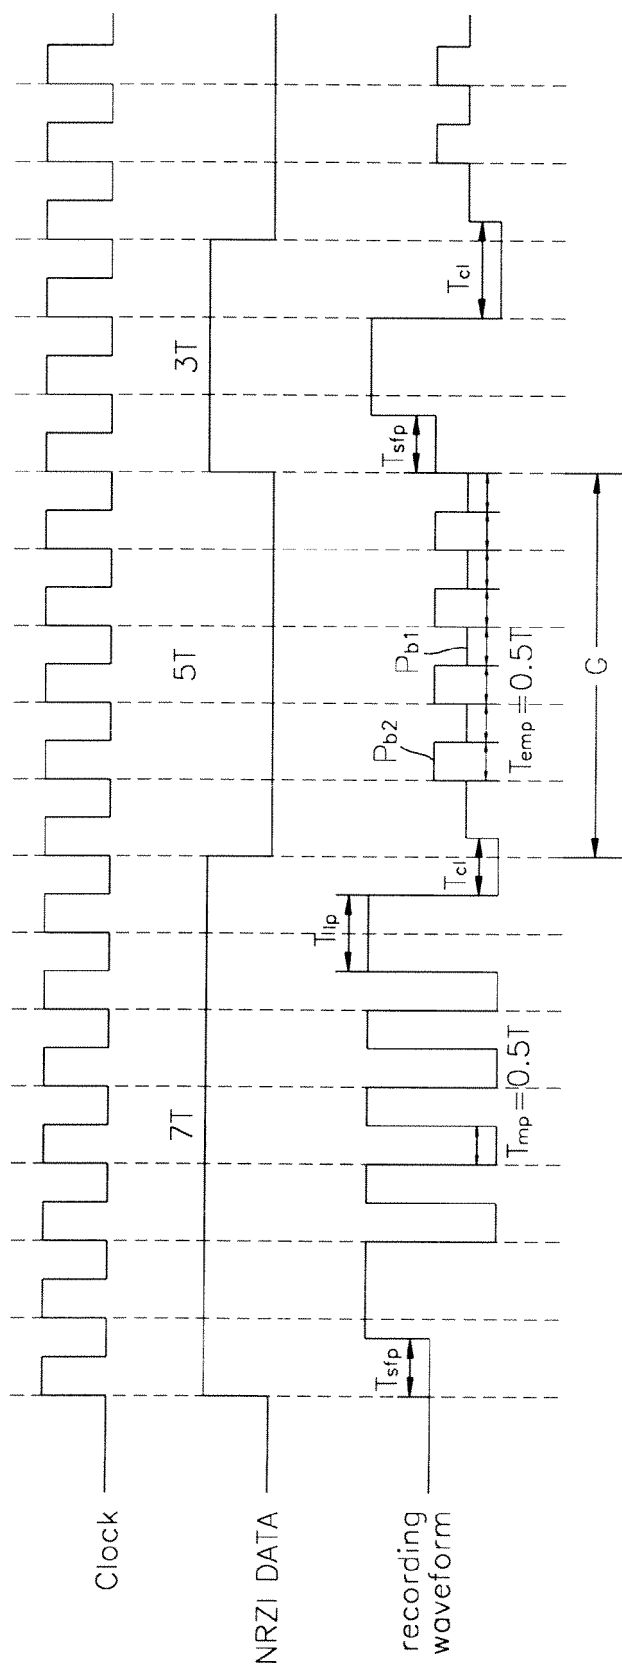 Clock
NRZI DATA
7T
5T
3T
recording
waveform
Tsfp
Tmp=0.5T
Tlp
Tcl
Pb2
Pb1
Temp=0.5T
Tsfp
Tcl
G